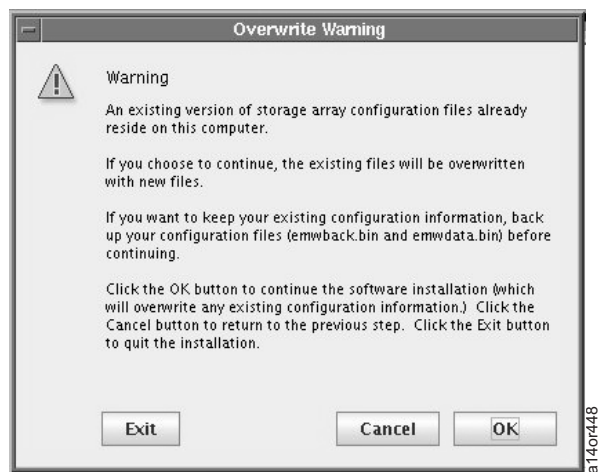 Overwrite Warning
Warning
An existing version of storage array configuration files already
reside on this computer.
If you choose to continue, the existing files will be overwritten
with new files.
If you want to keep your existing configuration information, back
up your configuration files (emwback.bin and emwdata.bin) before
continuing.
Click the OK button to continue the software installation (which
will overwrite any existing configuration information.) Click the
Cancel button to return to the previous step. Click the Exit button
to quit the installation.
Exit
Cancel
OK
a14or448